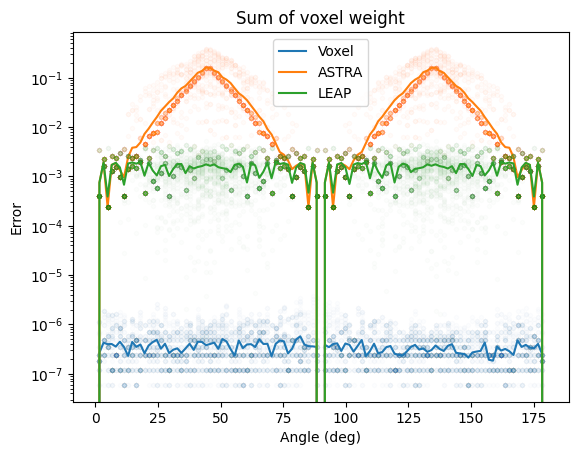 Sum of voxel weight
Voxel
ASTRA
LEAP
Error
10⁻¹
10⁻²
10⁻³
10⁻⁴
10⁻⁵
10⁻⁶
10⁻⁷
0 25 50 75 100 125 150 175
Angle (deg)